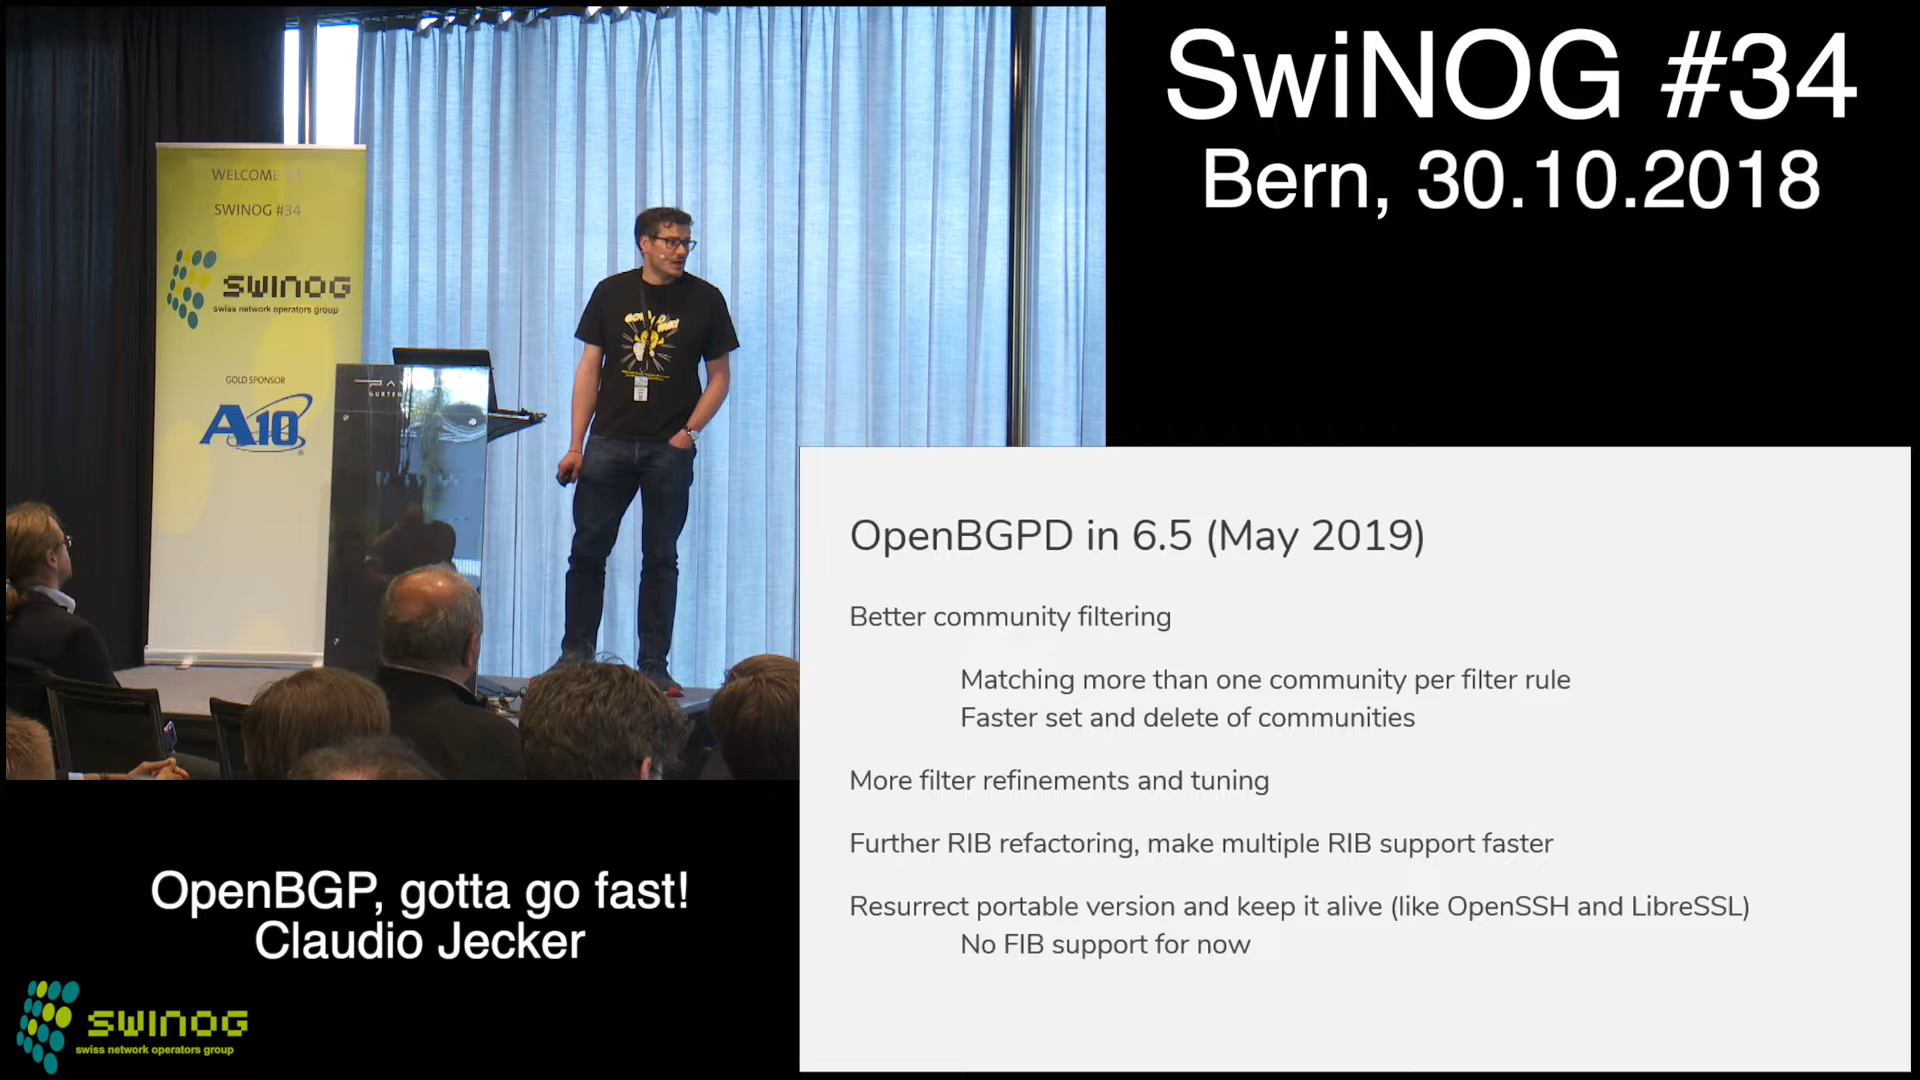 SwiNOG #34
Bern, 30.10.2018
WELCOME
SWINOG #34
swinog
swiss network operators group
GOLD SPONSOR
A10
OpenBGPD in 6.5 (May 2019)
Better community filtering
Matching more than one community per filter rule
Faster set and delete of communities
More filter refinements and tuning
Further RIB refactoring, make multiple RIB support faster
Resurrect portable version and keep it alive (like OpenSSH and LibreSSL)
No FIB support for now
OpenBGP, gotta go fast!
Claudio Jecker
swinog
swiss network operators group